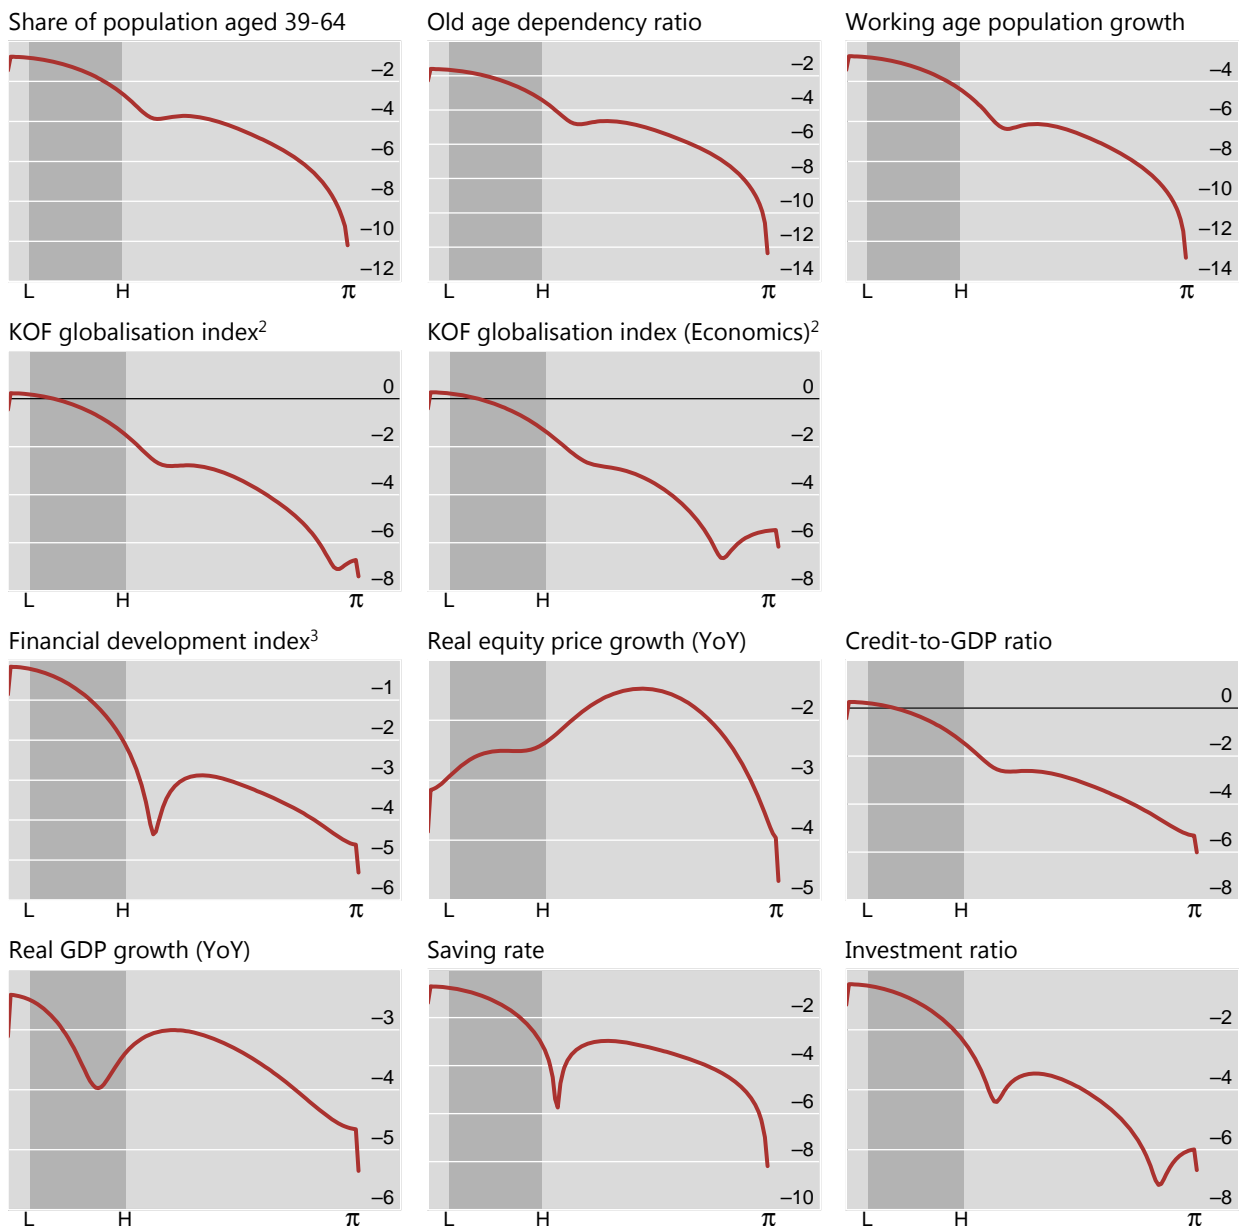 Share of population aged 39-64
Old age dependency ratio
Working age population growth
–2
–4
–6
–8
–10
–12
L H π
–2
–4
–6
–8
–10
–12
–14
L H π
–4
–6
–8
–10
–12
–14
L H π
KOF globalisation index2
KOF globalisation index (Economics)2
0
–2
–4
–6
–8
L H π
0
–2
–4
–6
–8
L H π
Financial development index3
Real equity price growth (YoY)
Credit-to-GDP ratio
–1
–2
–3
–4
–5
–6
L H π
–2
–3
–4
–5
L H π
0
–2
–4
–6
–8
L H π
Real GDP growth (YoY)
Saving rate
Investment ratio
–3
–4
–5
–6
L H π
–2
–4
–6
–8
–10
L H π
–2
–4
–6
–8
L H π